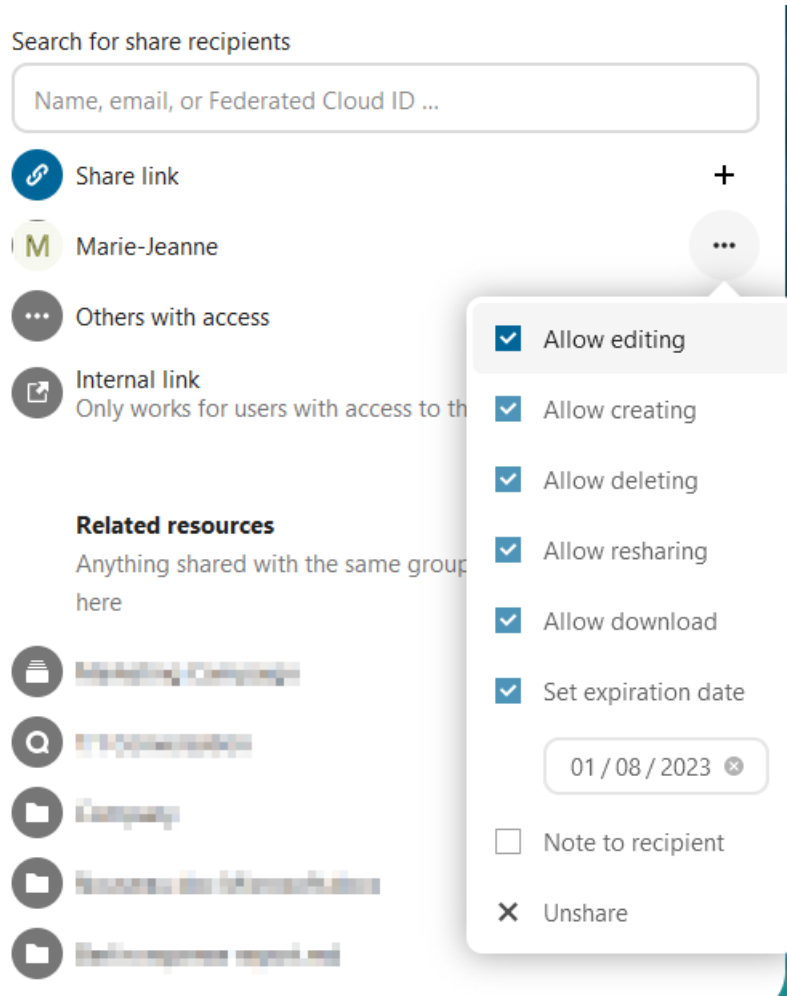 Search for share recipients
Name, email, or Federated Cloud ID ...
Share link
M Marie-Jeanne
Others with access
Internal link
Only works for users with access to th
Allow editing
Allow creating
Allow deleting
Allow resharing
Allow download
Set expiration date
01 / 08 / 2023
Note to recipient
Unshare
Related resources
Anything shared with the same group
here